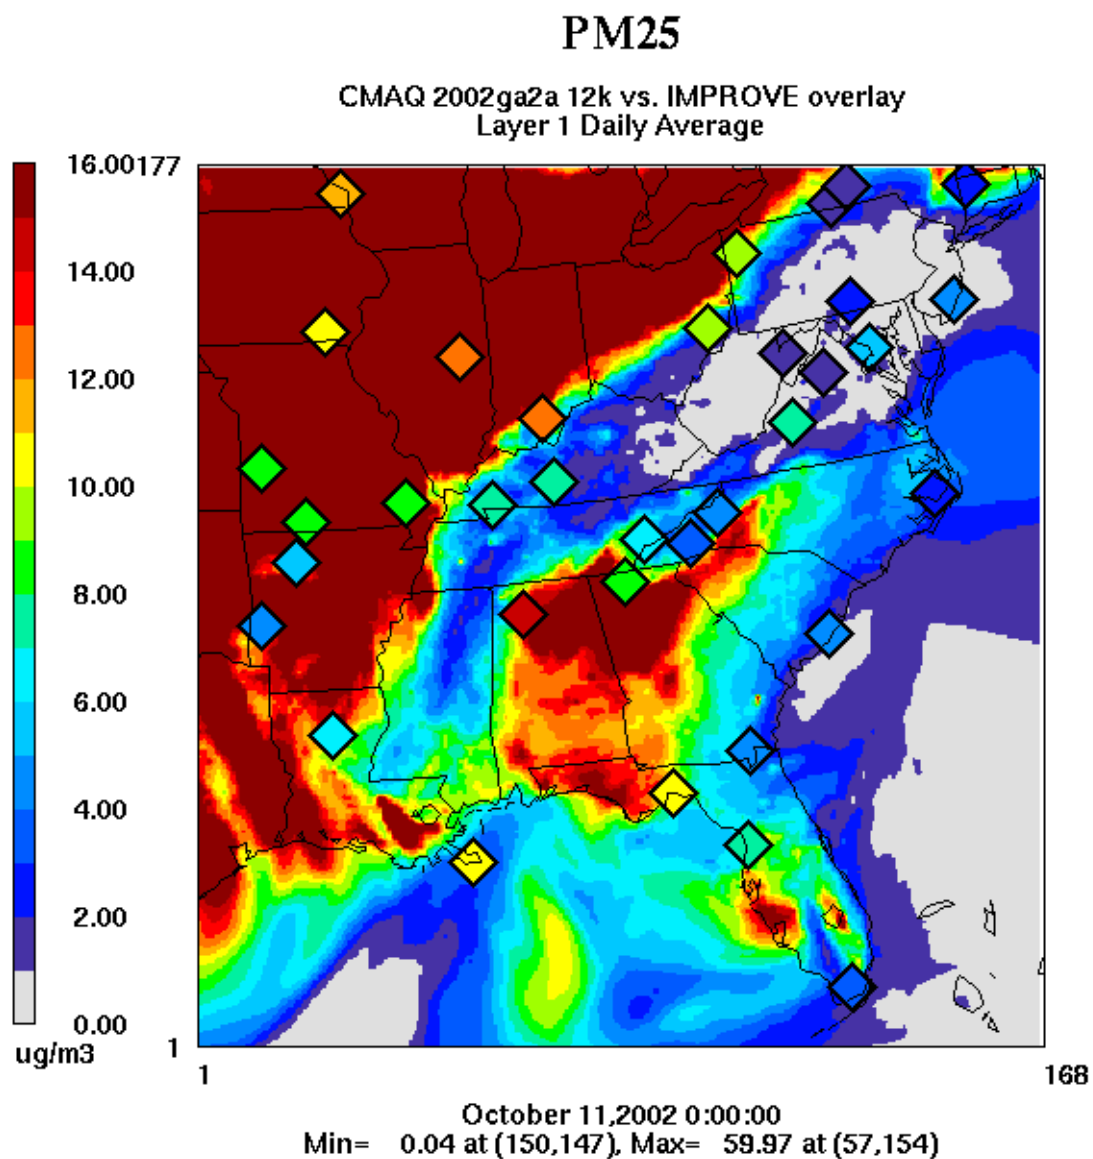 PM25
CMAQ 2002ga2a 12k vs. IMPROVE overlay
Layer 1 Daily Average
16.00
177
14.00
12.00
10.00
8.00
6.00
4.00
2.00
0.00
ug/m3
1
1
168
October 11,2002 0:00:00
Min= 0.04 at (150,147), Max= 59.97 at (57,154)